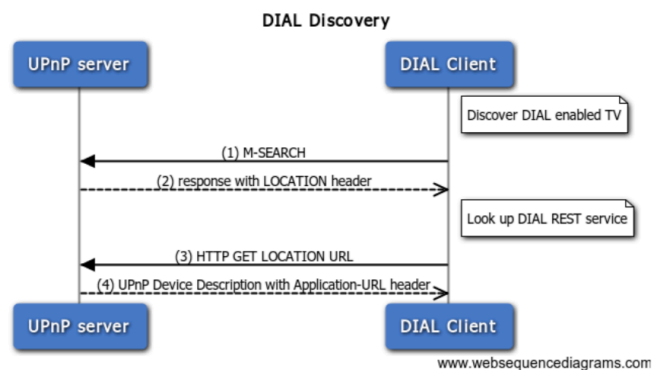 DIAL Discovery
UPnP server
DIAL Client
Discover DIAL enabled TV
(1) M-SEARCH
(2) response with LOCATION header
Look up DIAL REST service
(3) HTTP GET LOCATION URL
(4) UPnP Device Description with Application-URL header
UPnP server
DIAL Client
www.websequencediagrams.com